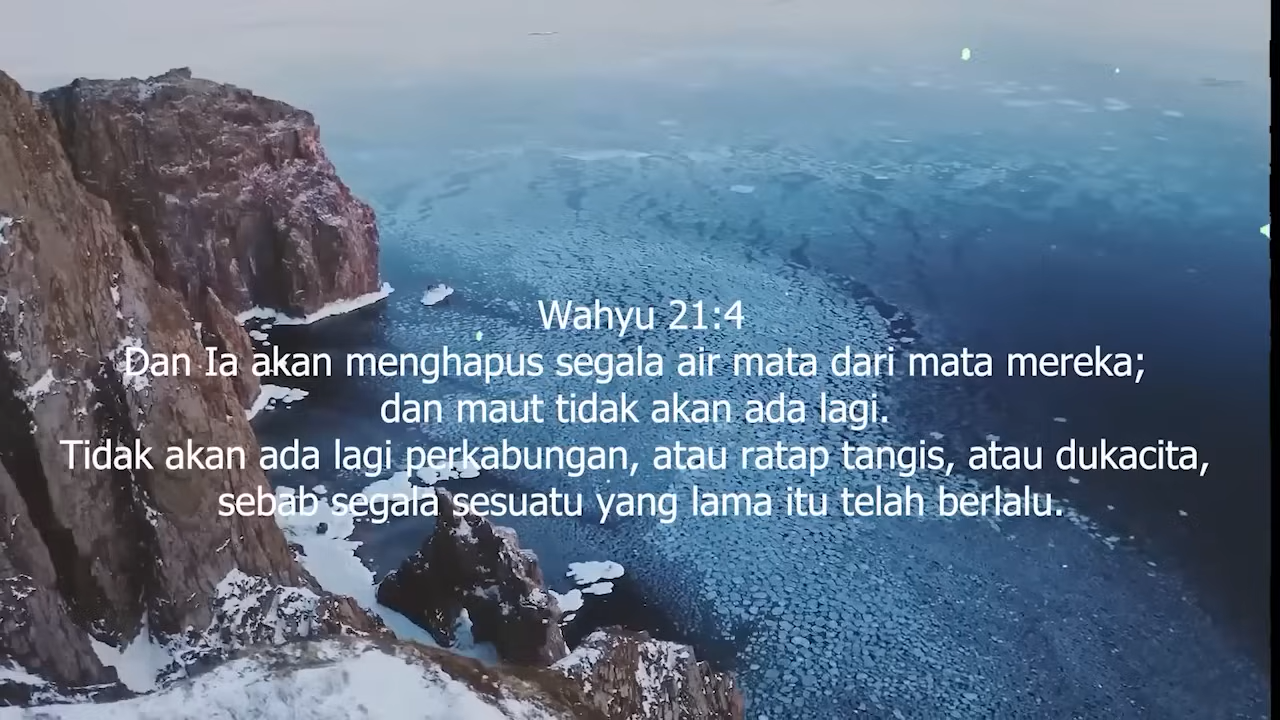 Wahyu 21:4
Dan Ia akan menghapus segala air mata dari mata mereka;
dan maut tidak akan ada lagi.
Tidak akan ada lagi perkabungan, atau ratap tangis, atau dukacita,
sebab segala sesuatu yang lama itu telah berlalu.